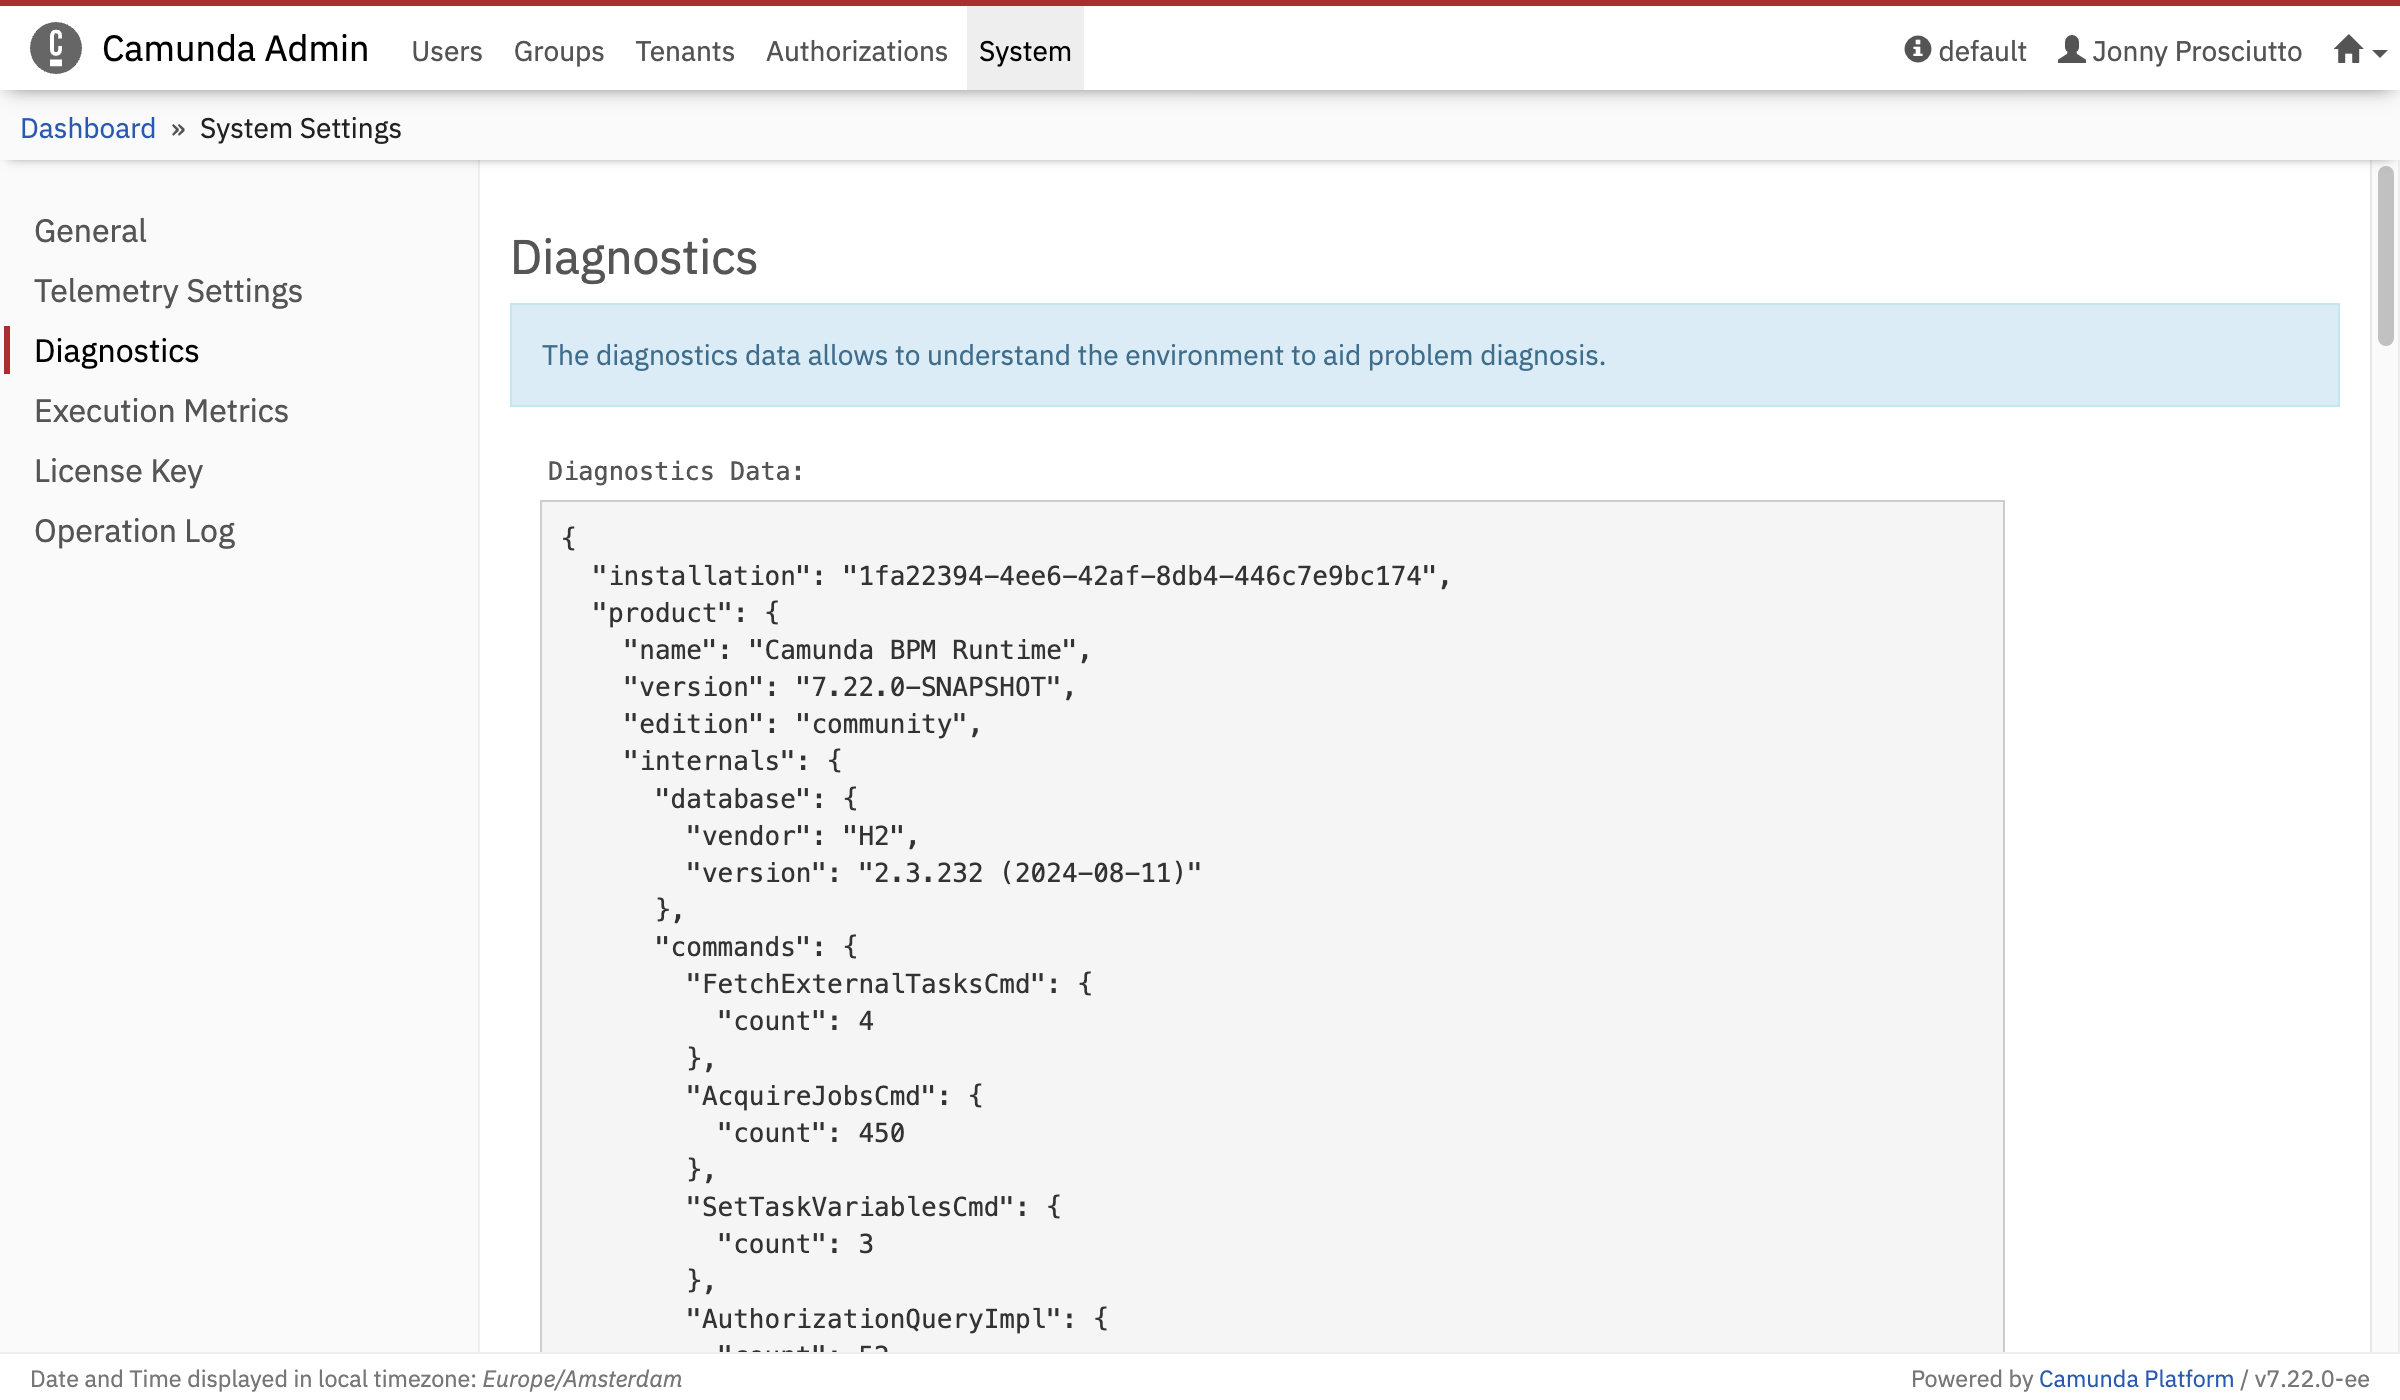 Camunda Admin Users Groups Tenants Authorizations System default Jonny Prosciutto
Dashboard » System Settings
General
Telemetry Settings
Diagnostics
Execution Metrics
License Key
Operation Log
Diagnostics
The diagnostics data allows to understand the environment to aid problem diagnosis.
Diagnostics Data:
{
  "installation": "1fa22394-4ee6-42af-8db4-446c7e9bc174",
  "product": {
    "name": "Camunda BPM Runtime",
    "version": "7.22.0-SNAPSHOT",
    "edition": "community",
    "internals": {
      "database": {
        "vendor": "H2",
        "version": "2.3.232 (2024-08-11)"
      },
      "commands": {
        "FetchExternalTasksCmd": {
          "count": 4
        },
        "AcquireJobsCmd": {
          "count": 450
        },
        "SetTaskVariablesCmd": {
          "count": 3
        },
        "AuthorizationQueryImpl": {
          "count":
Date and Time displayed in local timezone: Europe/Amsterdam
Powered by Camunda Platform / v7.22.0-ee